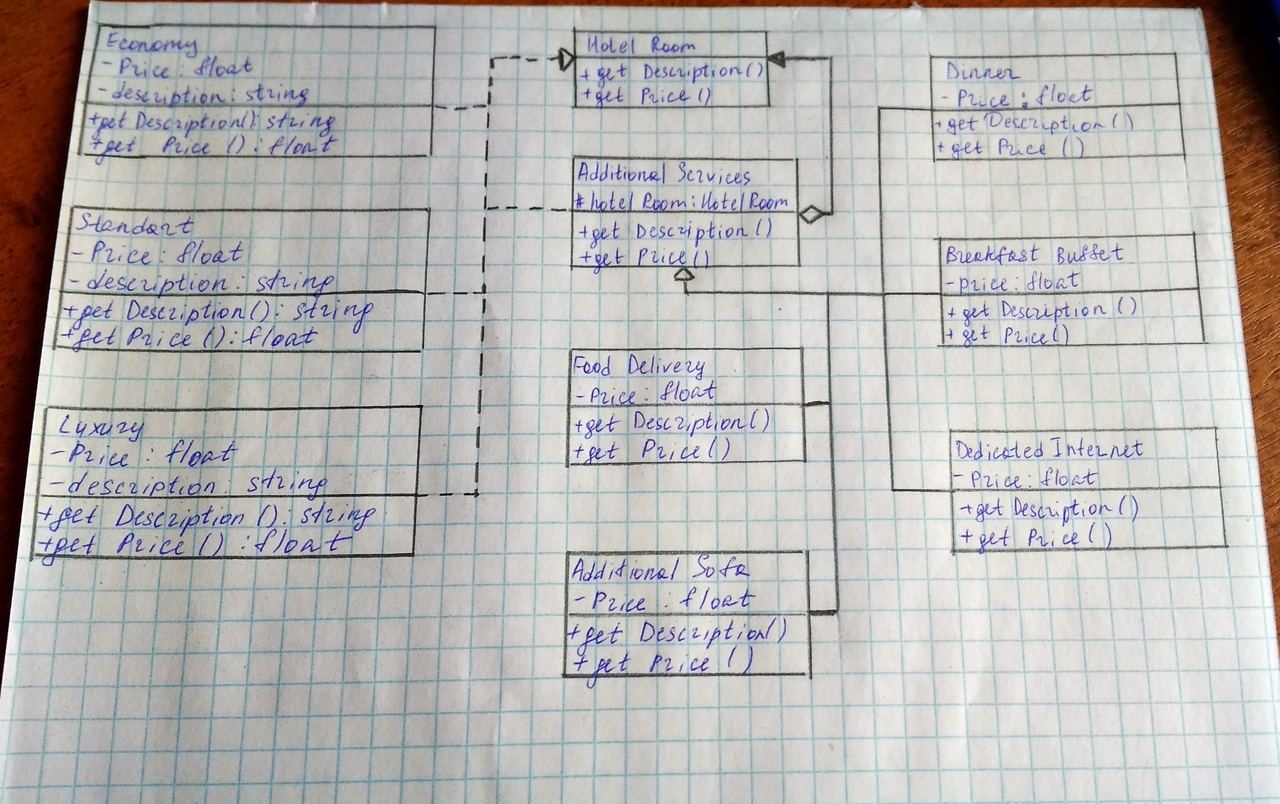 Economy
- Price : float
- description : string
+get Description(): string
+get Price () : float
Standart
- Price : float
- description : string
+get Description () : string
+get Price () : float
Luxury
- Price : float
- description : string
+get Description () : string
+get Price () : float
Hotel Room
+ get Description()
+ get Price ()
Additional Services
# hotel Room : Hotel Room
+ get Description ()
+ get Price()
Food Delivery
- Price : float
+get Description()
+ get Price()
Additional Sofa
- Price : float
+get Description()
+ get Price ()
Dinner
- Price : float
+get Description ()
+ get Price ()
Breakfast Buffet
- price : float
+ get Description ()
+ get Price()
Dedicated Internet
- Price : float
+get Description()
+ get Price ()